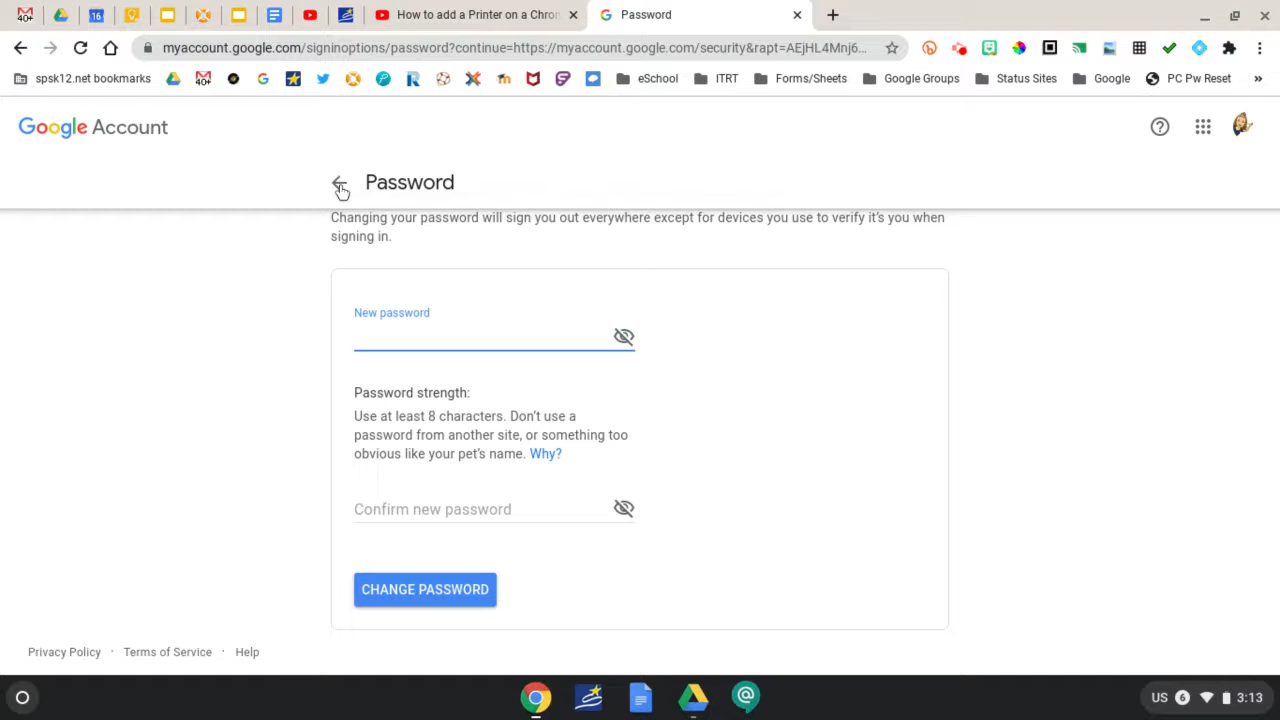 40+
16
How to add a Printer on a Chron
Password
myaccount.google.com/signinoptions/password?continue=https://myaccount.google.com/security&rapt=AEjHL4Mnj6...
spsk12.net bookmarks
40+
eSchool
ITRT
Forms/Sheets
Google Groups
Status Sites
Google
PC Pw Reset
»
Google Account
Password
Changing your password will sign you out everywhere except for devices you use to verify it's you when
signing in.
New password
Password strength:
Use at least 8 characters. Don't use a
password from another site, or something too
obvious like your pet's name. Why?
Confirm new password
CHANGE PASSWORD
Privacy Policy · Terms of Service · Help
US 6 3:13